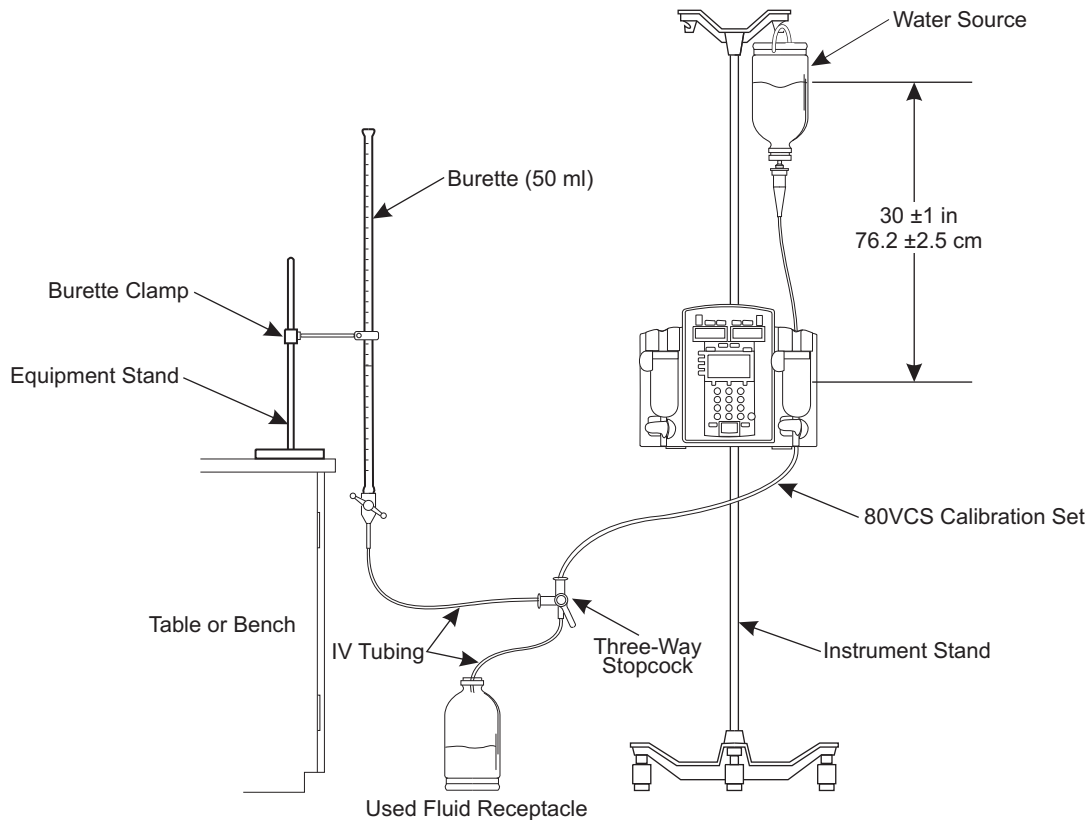 Water Source
Burette (50 ml)
30 ±1 in
76.2 ±2.5 cm
Burette Clamp
Equipment Stand
80VCS Calibration Set
Table or Bench
IV Tubing
Three-Way
Stopcock
Instrument Stand
Used Fluid Receptacle